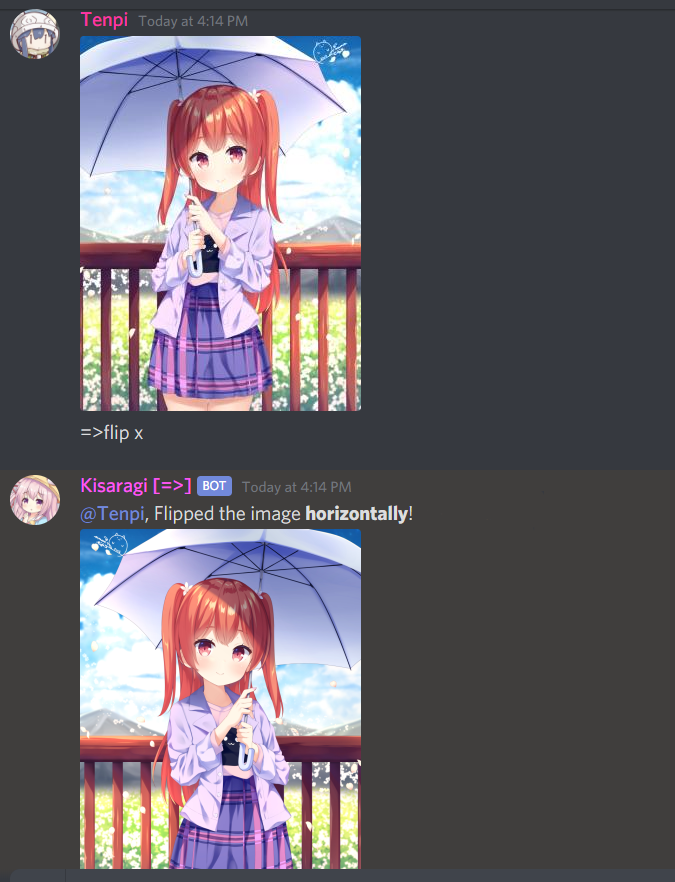 Tenpi Today at 4:14 PM
=>flip x
Kisaragi [=>] BOT Today at 4:14 PM
@Tenpi, Flipped the image horizontally!